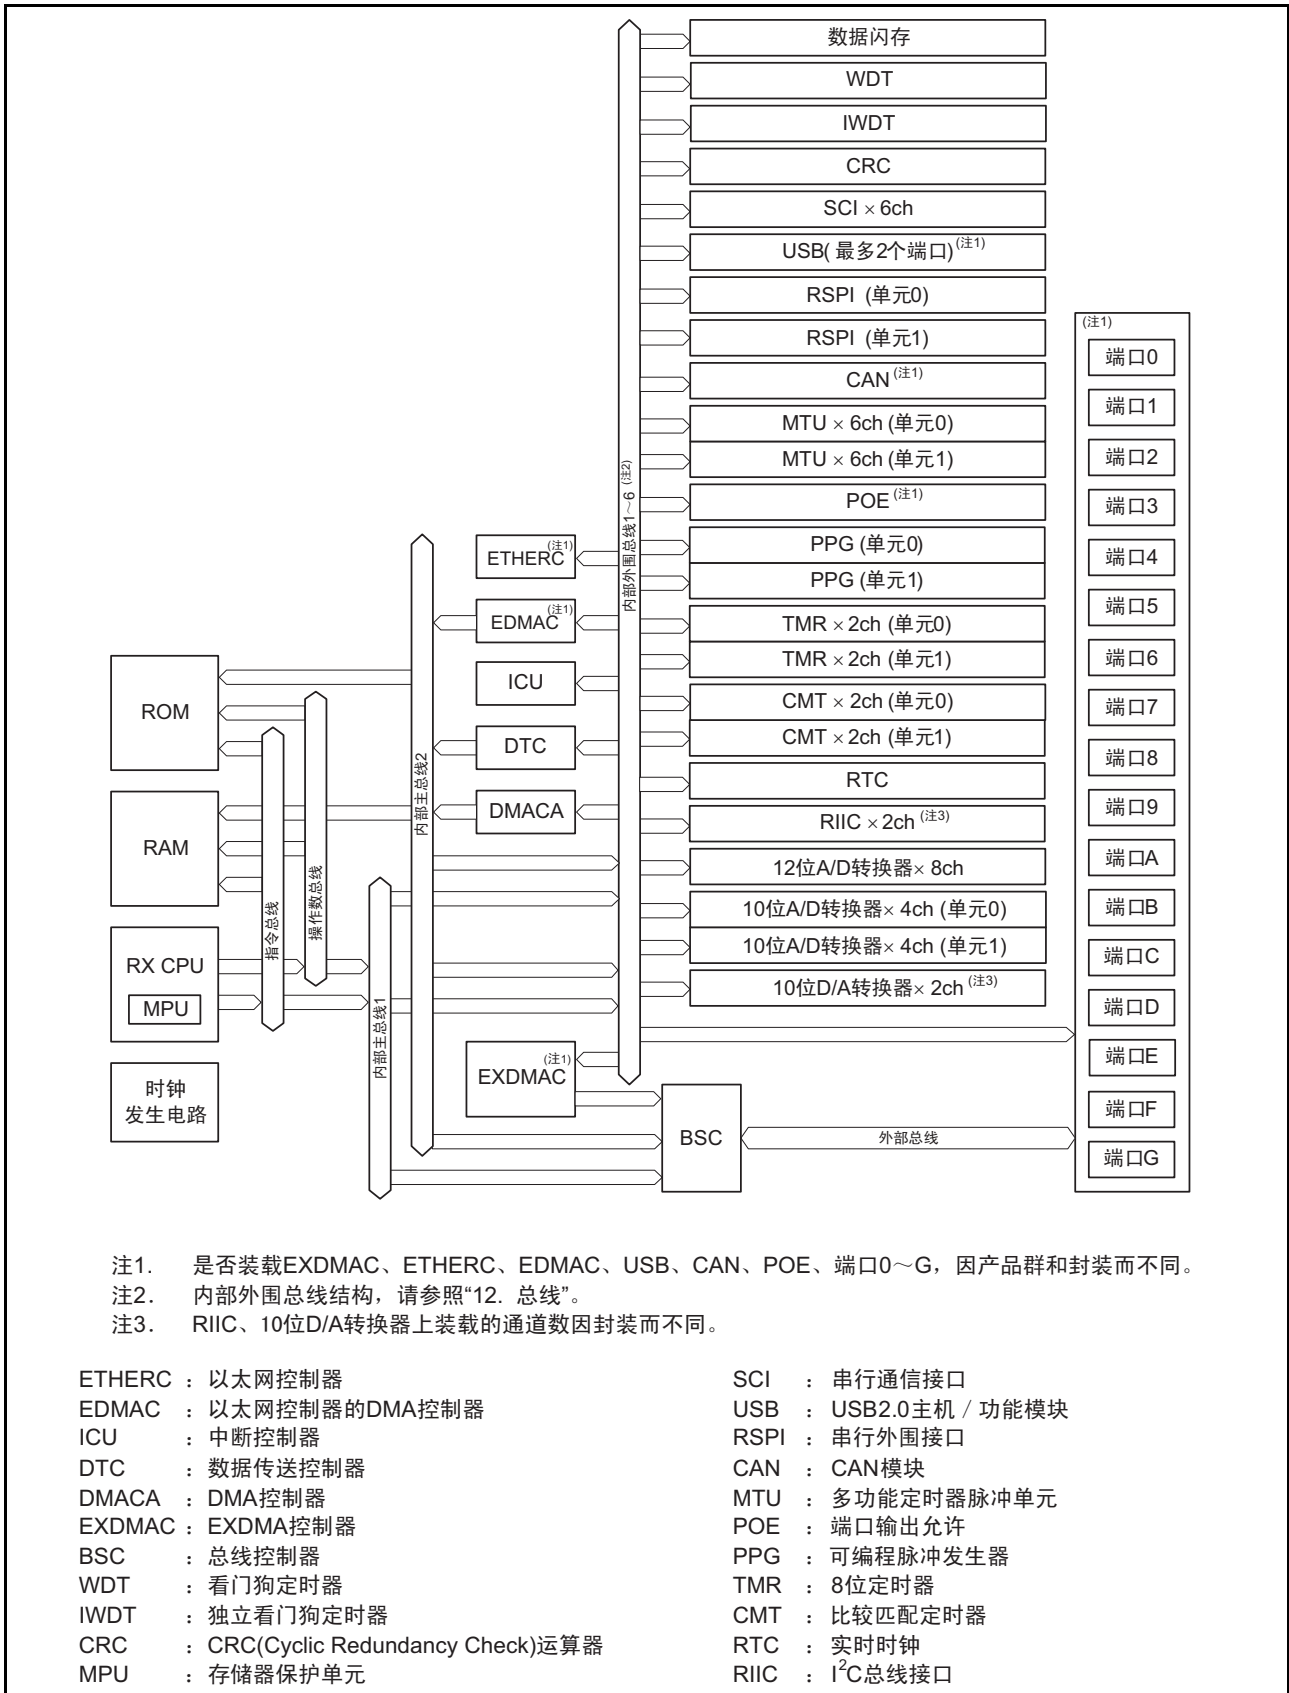 数据闪存
WDT
IWDT
CRC
SCI × 6ch
USB( 最多2个端口)(注1)
RSPI (单元0)
RSPI (单元1)
CAN (注1)
MTU × 6ch (单元0)
MTU × 6ch (单元1)
POE (注1)
PPG (单元0)
PPG (单元1)
TMR × 2ch (单元0)
TMR × 2ch (单元1)
CMT × 2ch (单元0)
CMT × 2ch (单元1)
RTC
RIIC × 2ch (注3)
12位A/D转换器× 8ch
10位A/D转换器× 4ch (单元0)
10位A/D转换器× 4ch (单元1)
10位D/A转换器× 2ch (注3)
(注1)
端口0
端口1
端口2
端口3
端口4
端口5
端口6
端口7
端口8
端口9
端口A
端口B
端口C
端口D
端口E
端口F
端口G
内部外围总线1～6 (注2)
ETHERC (注1)
EDMAC (注1)
ICU
DTC
DMACA
内部主总线2
ROM
RAM
操作数总线
指令总线
RX CPU
MPU
内部主总线1
时钟
发生电路
EXDMAC (注1)
BSC
外部总线
注1. 是否装载EXDMAC、ETHERC、EDMAC、USB、CAN、POE、端口0～G，因产品群和封装而不同。
注2. 内部外围总线结构，请参照“12. 总线”。
注3. RIIC、10位D/A转换器上装载的通道数因封装而不同。
ETHERC ：以太网控制器
EDMAC ：以太网控制器的DMA控制器
ICU ：中断控制器
DTC ：数据传送控制器
DMACA ：DMA控制器
EXDMAC ：EXDMA控制器
BSC ：总线控制器
WDT ：看门狗定时器
IWDT ：独立看门狗定时器
CRC ：CRC(Cyclic Redundancy Check)运算器
MPU ：存储器保护单元
SCI ：串行通信接口
USB ：USB2.0主机 / 功能模块
RSPI ：串行外围接口
CAN ：CAN模块
MTU ：多功能定时器脉冲单元
POE ：端口输出允许
PPG ：可编程脉冲发生器
TMR ：8位定时器
CMT ：比较匹配定时器
RTC ：实时时钟
RIIC ：I²C总线接口